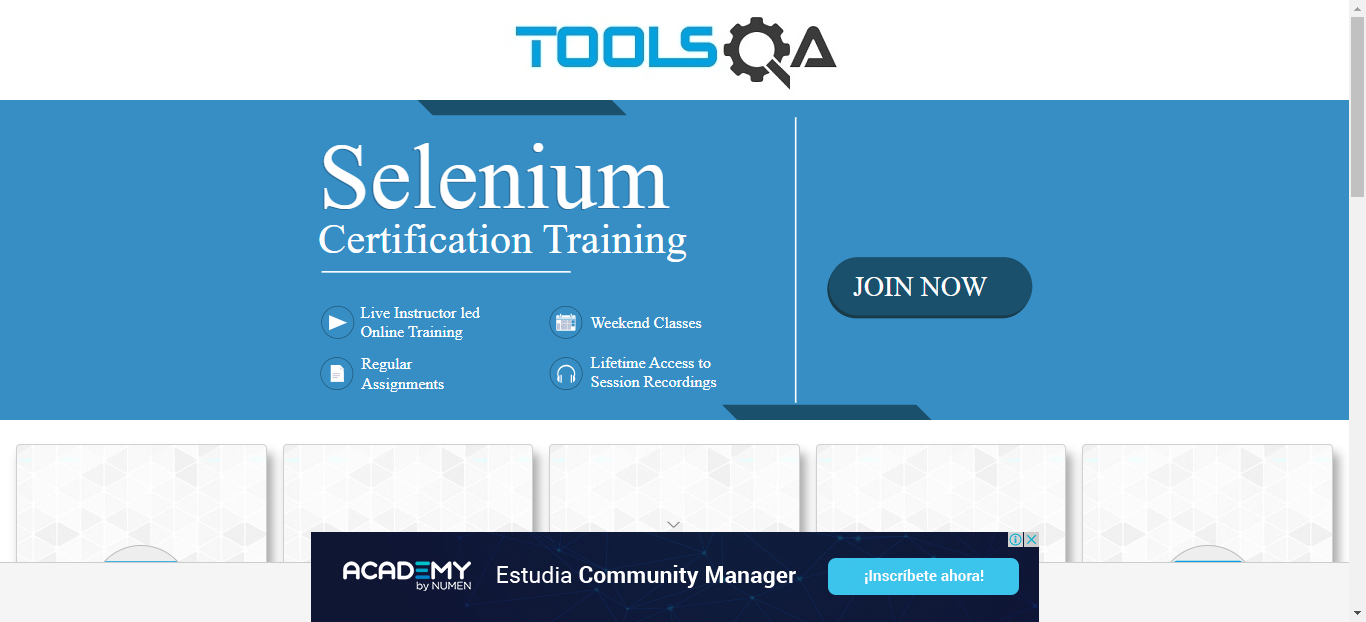 TOOLSQA
Selenium
Certification Training
Live Instructor led
Online Training
Weekend Classes
Regular
Assignments
Lifetime Access to
Session Recordings
JOIN NOW
ACADEMY
by NUMEN
Estudia Community Manager
¡Inscríbete ahora!